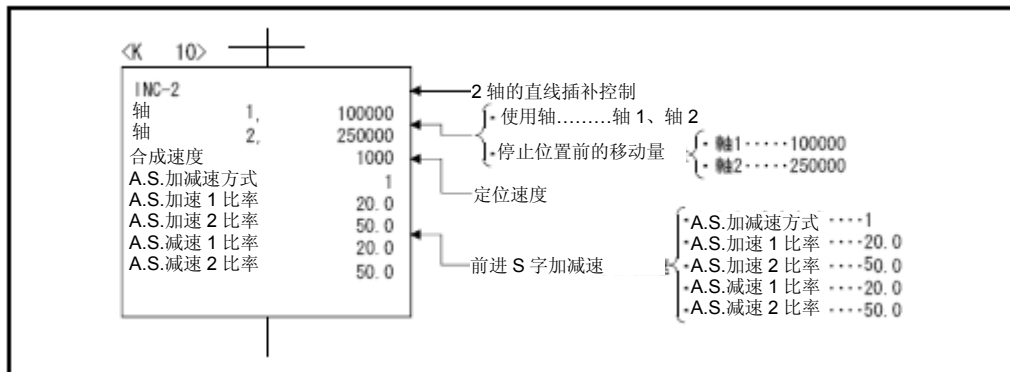 <K 10>
INC-2
轴 1, 100000
轴 2, 250000
合成速度 1000
A.S.加减速方式 1
A.S.加速 1 比率 20.0
A.S.加速 2 比率 50.0
A.S.减速 1 比率 20.0
A.S.减速 2 比率 50.0
2 轴的直线插补控制
• 使用轴………轴 1、轴 2
•停止位置前的移动量
• 軸1・・・・・100000
• 軸2・・・・・250000
定位速度
前进 S 字加减速
•A.S.加减速方式 ・・・・1
•A.S.加速 1 比率 ・・・・20.0
•A.S.加速 2 比率 ・・・・50.0
•A.S.减速 1 比率 ・・・・20.0
•A.S.减速 2 比率 ・・・・50.0